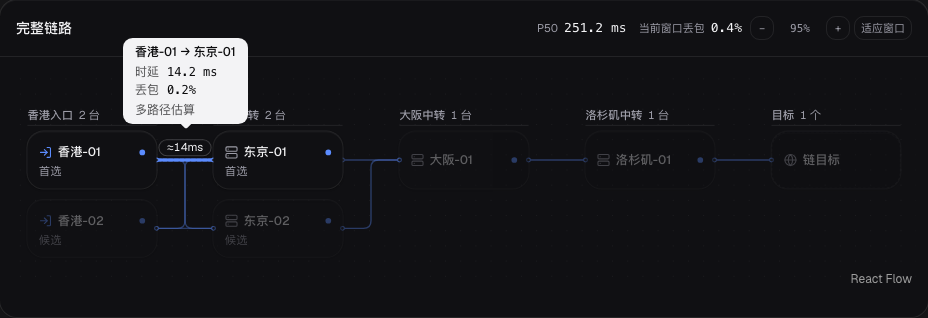 完整链路
P50 251.2 ms 当前窗口丢包 0.4% − 95% + 适应窗口
香港-01 → 东京-01
时延 14.2 ms
丢包 0.2%
多路径估算
香港入口 2 台
转 2 台
大阪中转 1 台
洛杉矶中转 1 台
目标 1 个
香港-01
首选
≈14ms
东京-01
首选
大阪-01
洛杉矶-01
链目标
香港-02
候选
东京-02
候选
React Flow